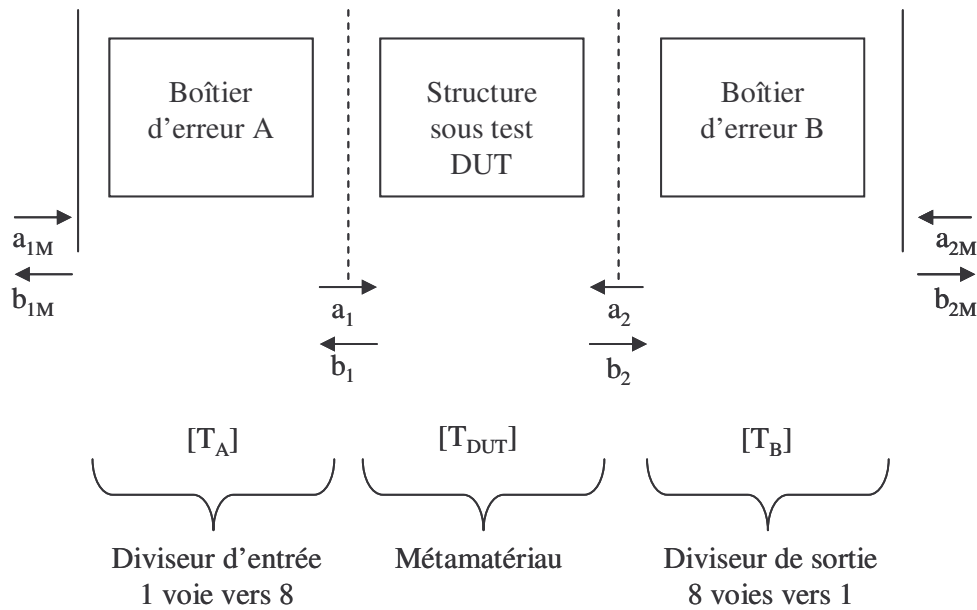 Boîtier
d'erreur A
Structure
sous test
DUT
Boîtier
d'erreur B
a1M
b1M
a1
b1
a2
b2
a2M
b2M
[TA]
[TDUT]
[TB]
Diviseur d'entrée
1 voie vers 8
Métamatériau
Diviseur de sortie
8 voies vers 1